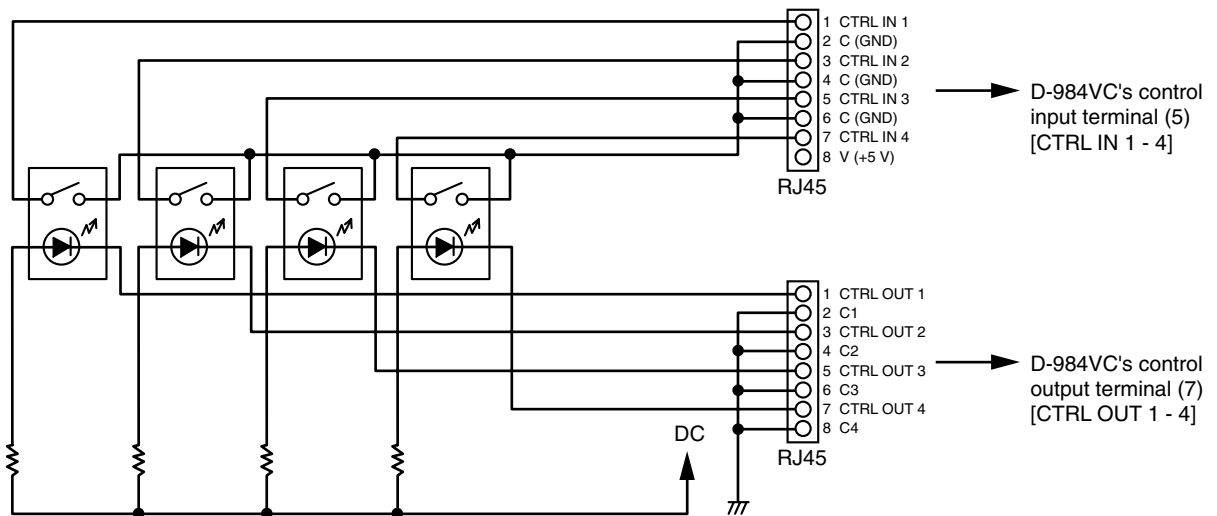 1 CTRL IN 1
2 C (GND)
3 CTRL IN 2
4 C (GND)
5 CTRL IN 3
6 C (GND)
7 CTRL IN 4
8 V (+5 V)
RJ45
D-984VC's control
input terminal (5)
[CTRL IN 1 - 4]
1 CTRL OUT 1
2 C1
3 CTRL OUT 2
4 C2
5 CTRL OUT 3
6 C3
7 CTRL OUT 4
8 C4
RJ45
D-984VC's control
output terminal (7)
[CTRL OUT 1 - 4]
DC